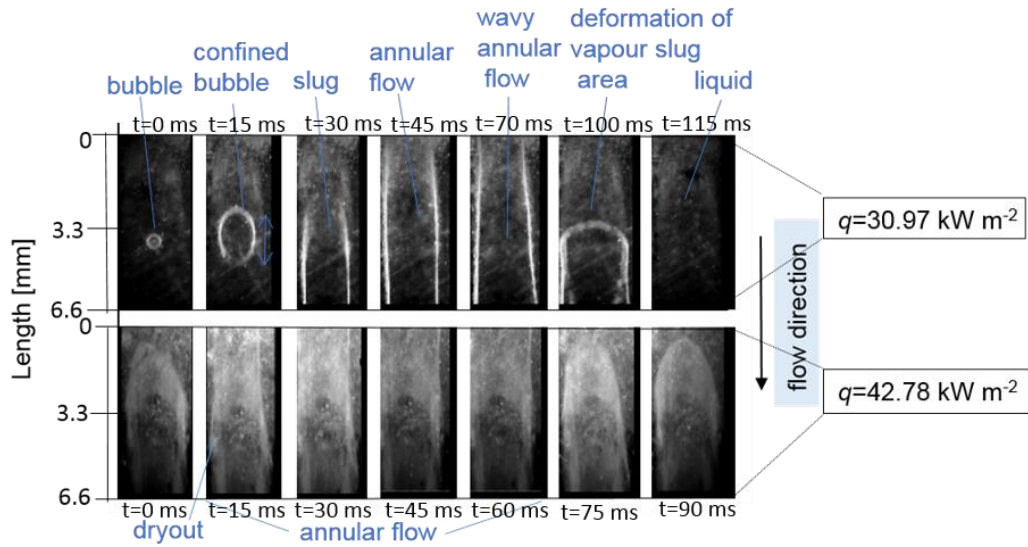 bubble
confined
bubble
slug
annular
flow
wavy
annular
flow
deformation of
vapour slug
area
liquid
t=0 ms t=15 ms t=30 ms t=45 ms t=70 ms t=100 ms t=115 ms
0
3.3
6.6
0
3.3
6.6
Length [mm]
q=30.97 kW m-2
flow direction
q=42.78 kW m-2
t=0 ms t=15 ms t=30 ms t=45 ms t=60 ms t=75 ms t=90 ms
dryout
annular flow